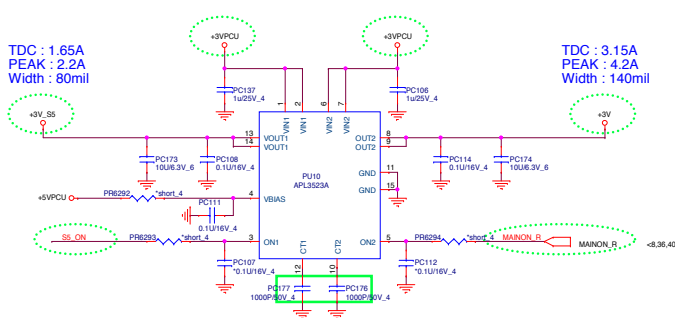 +3VPCU
+3VPCU
TDC : 1.65A
PEAK : 2.2A
Width : 80mil
TDC : 3.15A
PEAK : 4.2A
Width : 140mil
PC137
1u/25V_4
PC106
1u/25V_4
+3V_S5
+3V
1
2
6
7
VIN1
VIN1
VIN2
VIN2
13
14
VOUT1
VOUT1
8
9
OUT2
OUT2
PC173
10U/6.3V_6
PC108
0.1U/16V_4
PC114
0.1U/16V_4
PC174
10U/6.3V_6
PU10
APL3523A
GND
11
GND
15
+5VPCU
PR6292
*short_4
4
VBIAS
PC111
0.1U/16V_4
S5_ON
PR6293
*short_4
3
ON1
ON2
5
PR6294
*short_4
MAINON_R
MAINON_R
<8,36,40
CT1
CT2
12
10
PC107
*0.1U/16V_4
PC112
*0.1U/16V_4
PC177
1000P/50V_4
PC176
1000P/50V_4